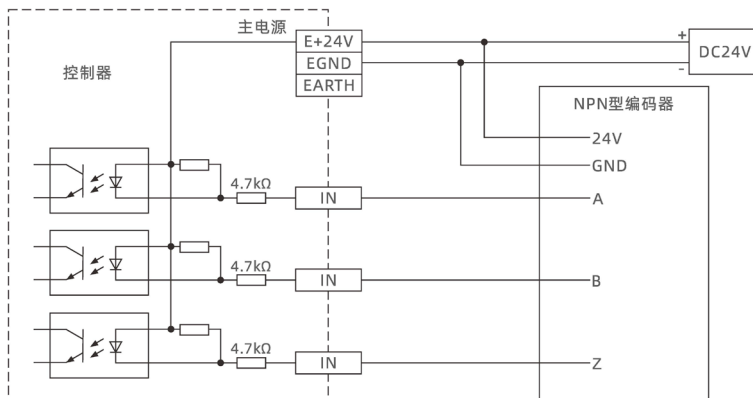 主电源
E+24V
+
DC24V
EGND
-
控制器
EARTH
NPN型编码器
24V
GND
4.7kΩ
IN
A
4.7kΩ
IN
B
4.7kΩ
IN
Z